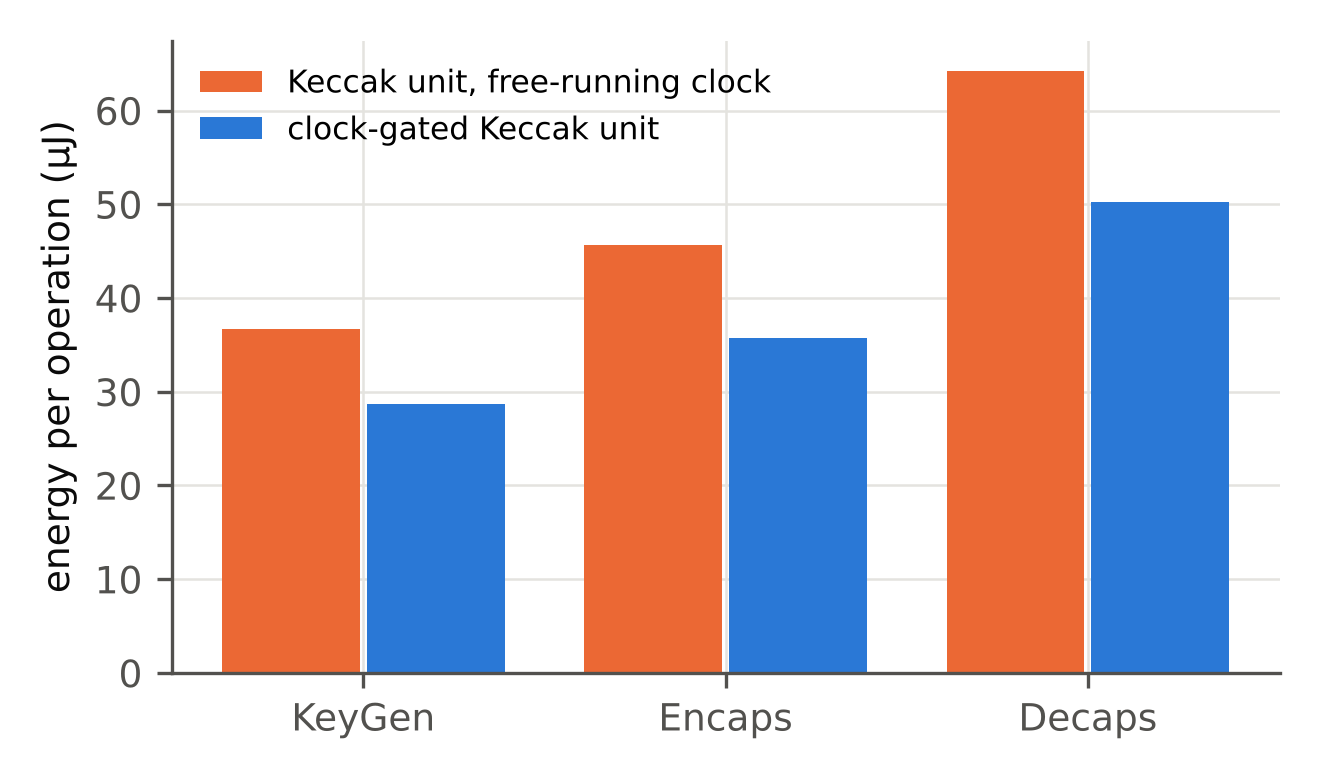 Keccak unit, free-running clock
clock-gated Keccak unit
energy per operation (µJ)
60
50
40
30
20
10
0
KeyGen
Encaps
Decaps